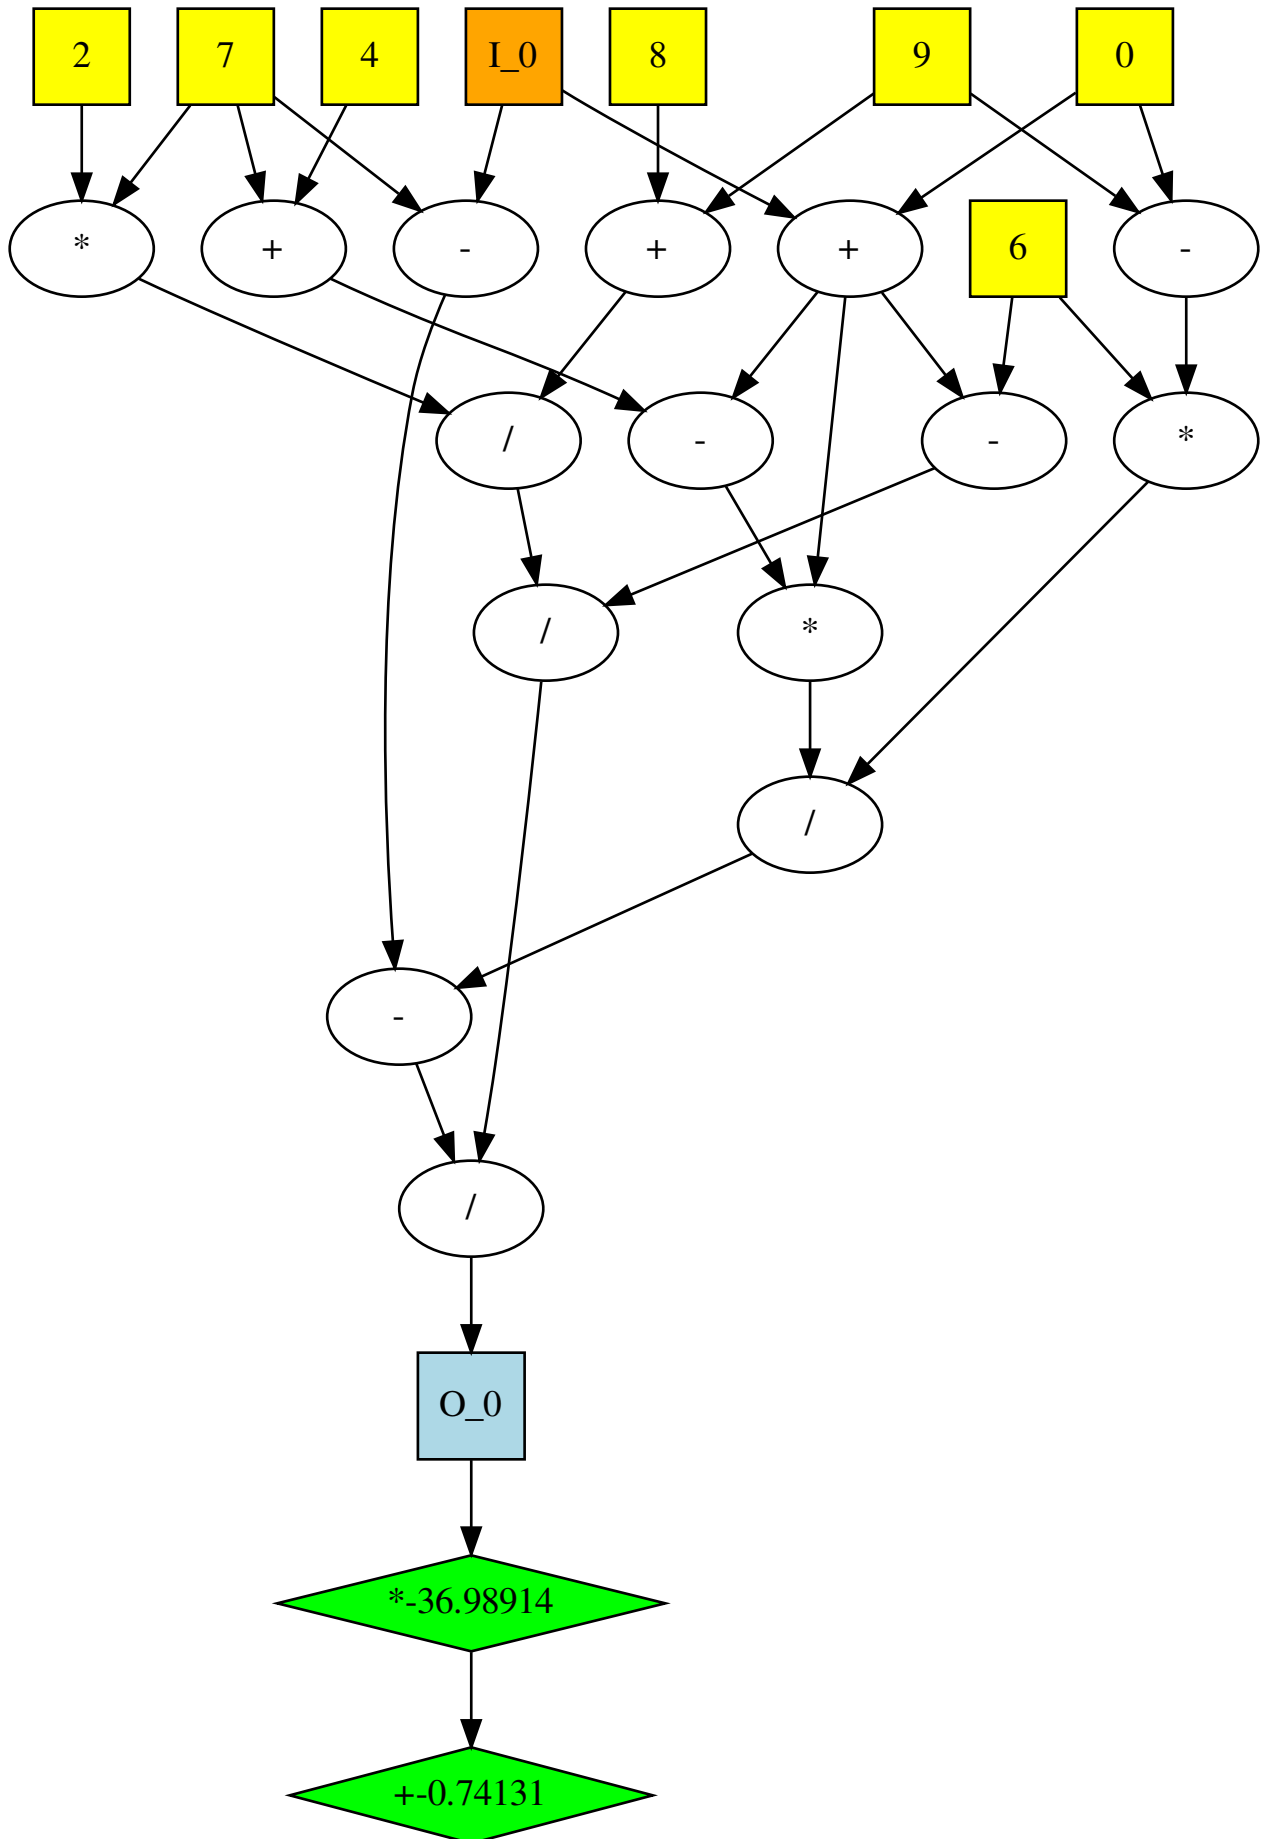 2 7 4 I_0 8 9 0
* + - + + 6 -
/ - - *
/ *
/
-
/
O_0
*-36.98914
+-0.74131